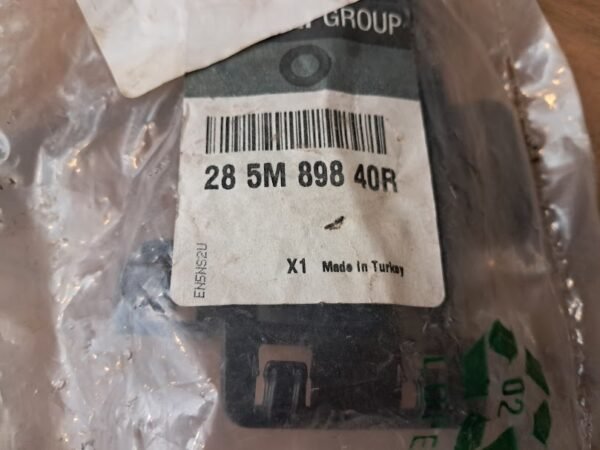 GROUP
28 5M 898 40R
X1 Made In Turkey
EN5NS2U
02